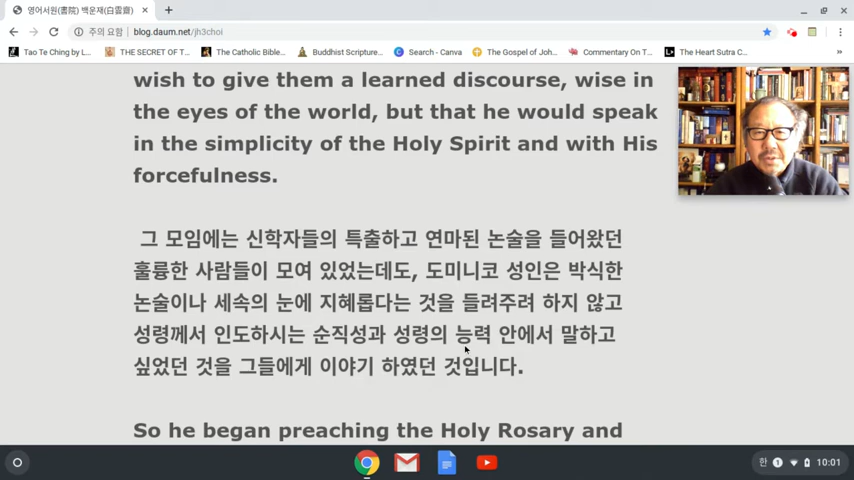 영어서원(書院) 백운재(白雲齋)
주의 요함
blog.daum.net/jh3choi
Tao Te Ching by L...
THE SECRET OF T...
The Catholic Bible...
Buddhist Scripture...
Search - Canva
The Gospel of Joh...
Commentary On T...
The Heart Sutra C...
»
wish to give them a learned discourse, wise in
the eyes of the world, but that he would speak
in the simplicity of the Holy Spirit and with His
forcefulness.
그 모임에는 신학자들의 특출하고 연마된 논술을 들어왔던
훌륭한 사람들이 모여 있었는데도, 도미니코 성인은 박식한
논술이나 세속의 눈에 지혜롭다는 것을 들려주려 하지 않고
성령께서 인도하시는 순직성과 성령의 능력 안에서 말하고
싶었던 것을 그들에게 이야기 하였던 것입니다.
So he began preaching the Holy Rosary and
한
1
10:01